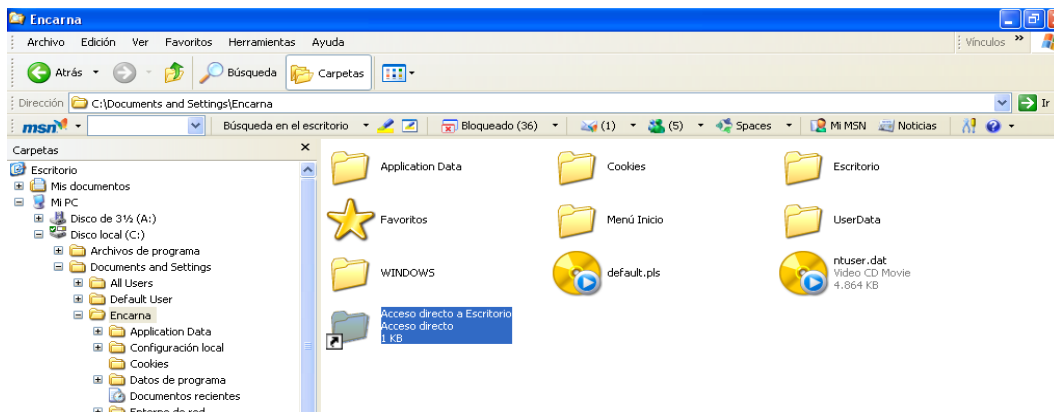 Encarna
Archivo Edición Ver Favoritos Herramientas Ayuda Vínculos »
Atrás Búsqueda Carpetas
Dirección C:\Documents and Settings\Encarna Ir
msn Búsqueda en el escritorio Bloqueado (36) (1) (5) Spaces Mi MSN Noticias
Carpetas
Escritorio
Mis documentos
Mi PC
Disco de 3½ (A:)
Disco local (C:)
Archivos de programa
Documents and Settings
All Users
Default User
Encarna
Application Data
Configuración local
Cookies
Datos de programa
Documentos recientes
Entorno de red
Application Data
Cookies
Escritorio
Favoritos
Menú Inicio
UserData
WINDOWS
default.pls
ntuser.dat
Video CD Movie
4.864 KB
Acceso directo a Escritorio
Acceso directo
1 KB